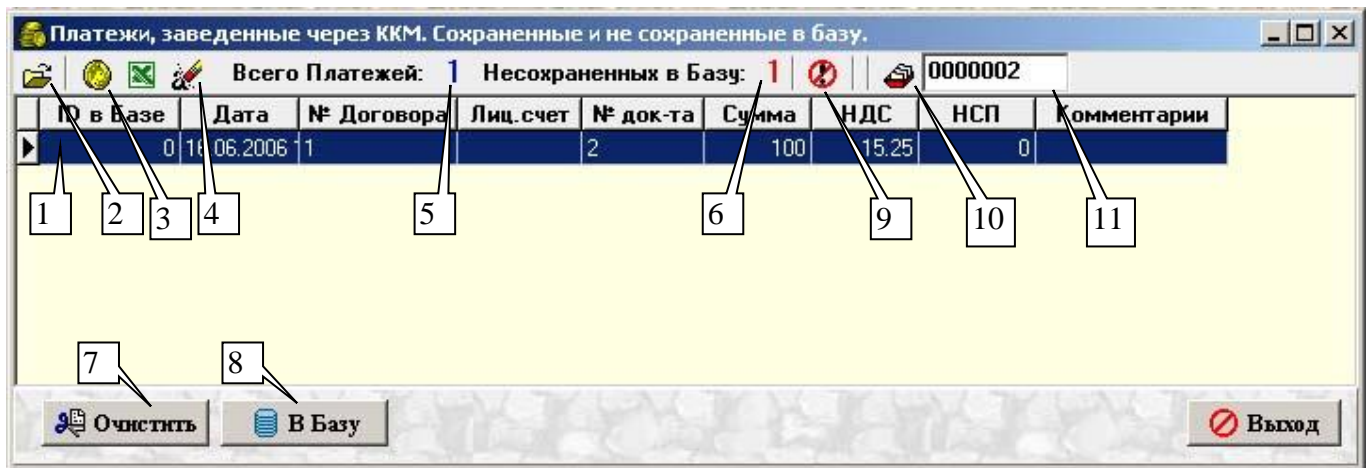 Платежи, заведенные через ККМ. Сохраненные и не сохраненные в базу.
Всего Платежей: 1 Несохраненных в Базу: 1 0000002
ID в Базе Дата № Договора Лиц.счет № док-та Сумма НДС НСП Комментарии
0 16.06.2006 1 2 100 15.25 0
1 2 3 4 5 6 9 10 11
7 8
Очистить В Базу Выход